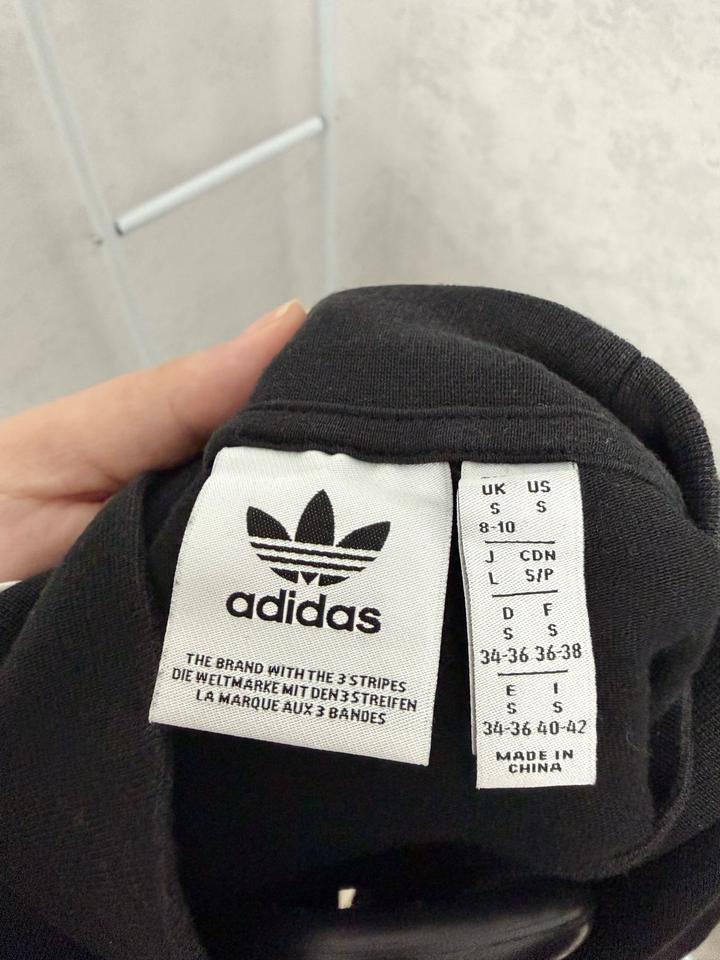 adidas
THE BRAND WITH THE 3 STRIPES
DIE WELTMARKE MIT DEN 3 STREIFEN
LA MARQUE AUX 3 BANDES
UK US
S S
8-10
J CDN
L S/P
D F
S S
34-36 36-38
E I
S S
34-36 40-42
MADE IN
CHINA